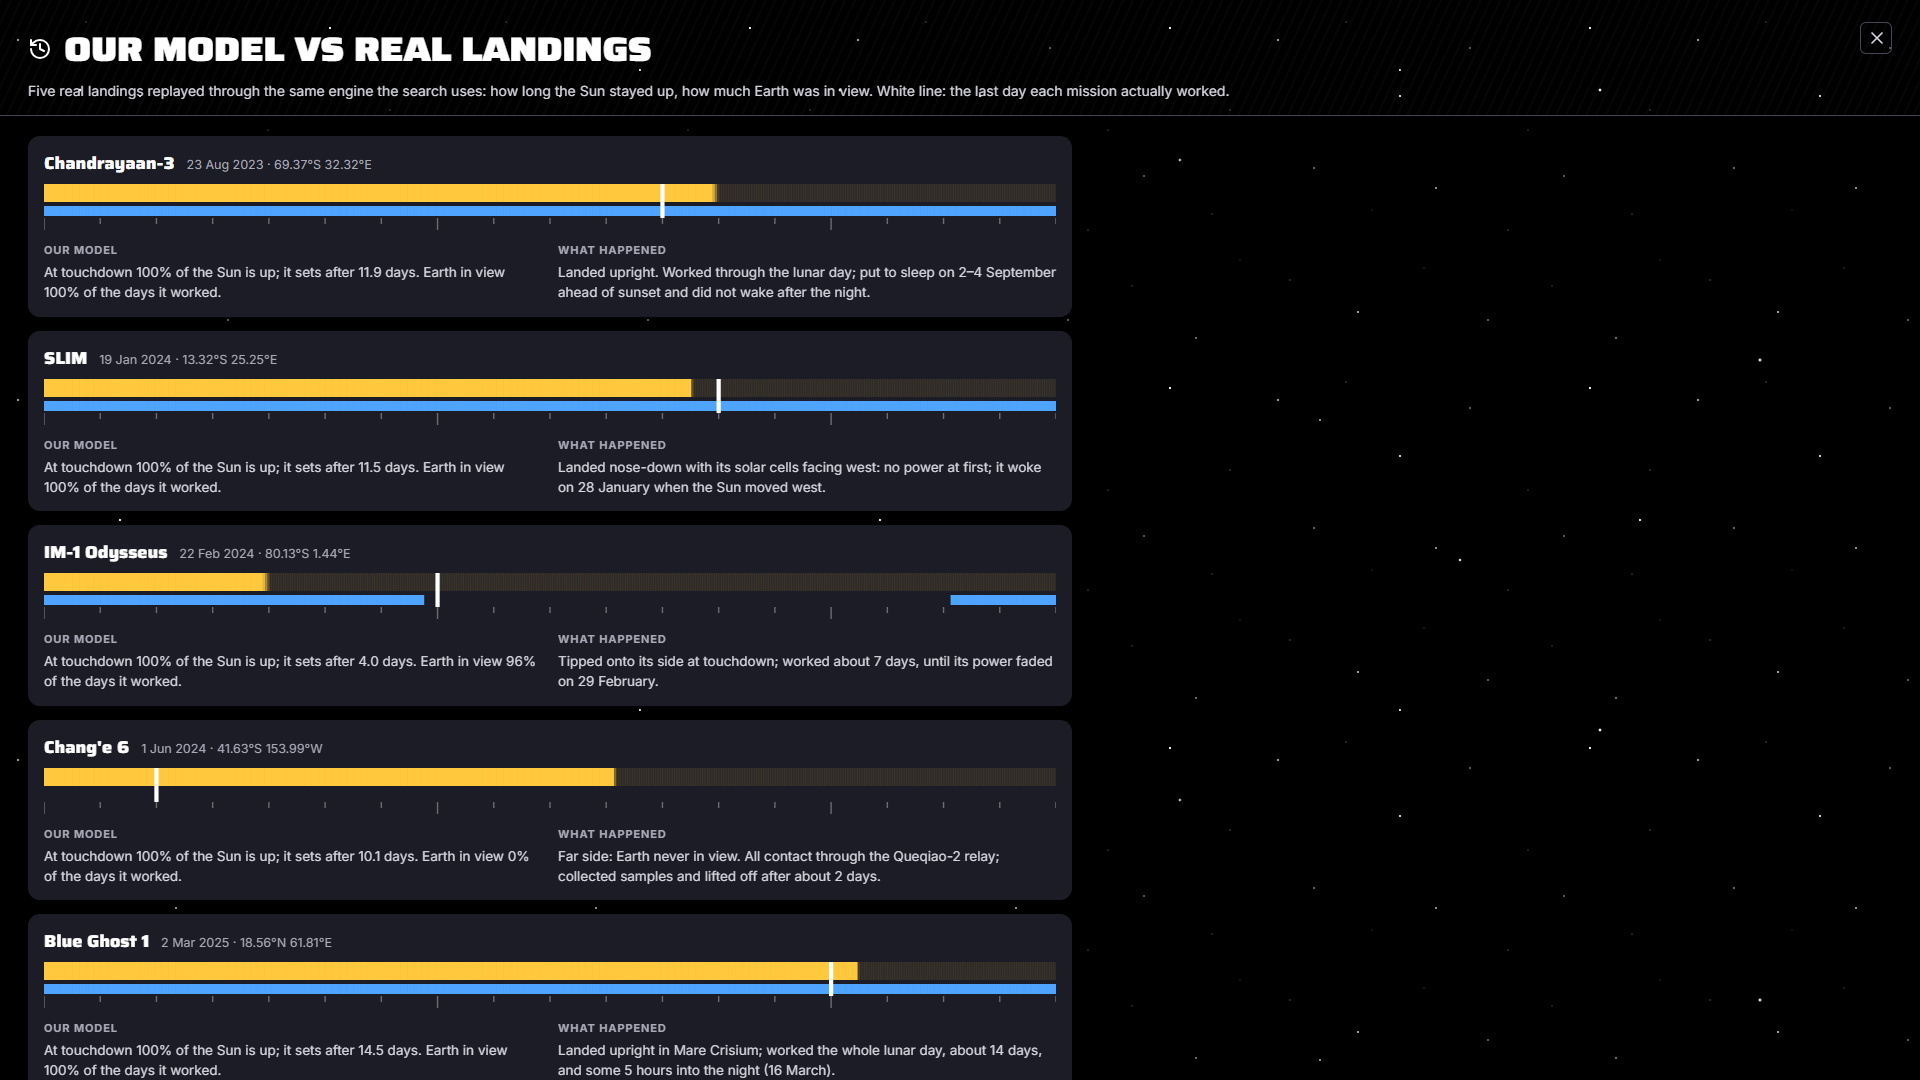 OUR MODEL VS REAL LANDINGS
Five real landings replayed through the same engine the search uses: how long the Sun stayed up, how much Earth was in view. White line: the last day each mission actually worked.
Chandrayaan-3 23 Aug 2023 · 69.37°S 32.32°E
OUR MODEL
At touchdown 100% of the Sun is up; it sets after 11.9 days. Earth in view
100% of the days it worked.
WHAT HAPPENED
Landed upright. Worked through the lunar day; put to sleep on 2–4 September
ahead of sunset and did not wake after the night.
SLIM 19 Jan 2024 · 13.32°S 25.25°E
OUR MODEL
At touchdown 100% of the Sun is up; it sets after 11.5 days. Earth in view
100% of the days it worked.
WHAT HAPPENED
Landed nose-down with its solar cells facing west: no power at first; it woke
on 28 January when the Sun moved west.
IM-1 Odysseus 22 Feb 2024 · 80.13°S 1.44°E
OUR MODEL
At touchdown 100% of the Sun is up; it sets after 4.0 days. Earth in view 96%
of the days it worked.
WHAT HAPPENED
Tipped onto its side at touchdown; worked about 7 days, until its power faded
on 29 February.
Chang'e 6 1 Jun 2024 · 41.63°S 153.99°W
OUR MODEL
At touchdown 100% of the Sun is up; it sets after 10.1 days. Earth in view 0%
of the days it worked.
WHAT HAPPENED
Far side: Earth never in view. All contact through the Queqiao-2 relay;
collected samples and lifted off after about 2 days.
Blue Ghost 1 2 Mar 2025 · 18.56°N 61.81°E
OUR MODEL
At touchdown 100% of the Sun is up; it sets after 14.5 days. Earth in view
100% of the days it worked.
WHAT HAPPENED
Landed upright in Mare Crisium; worked the whole lunar day, about 14 days,
and some 5 hours into the night (16 March).